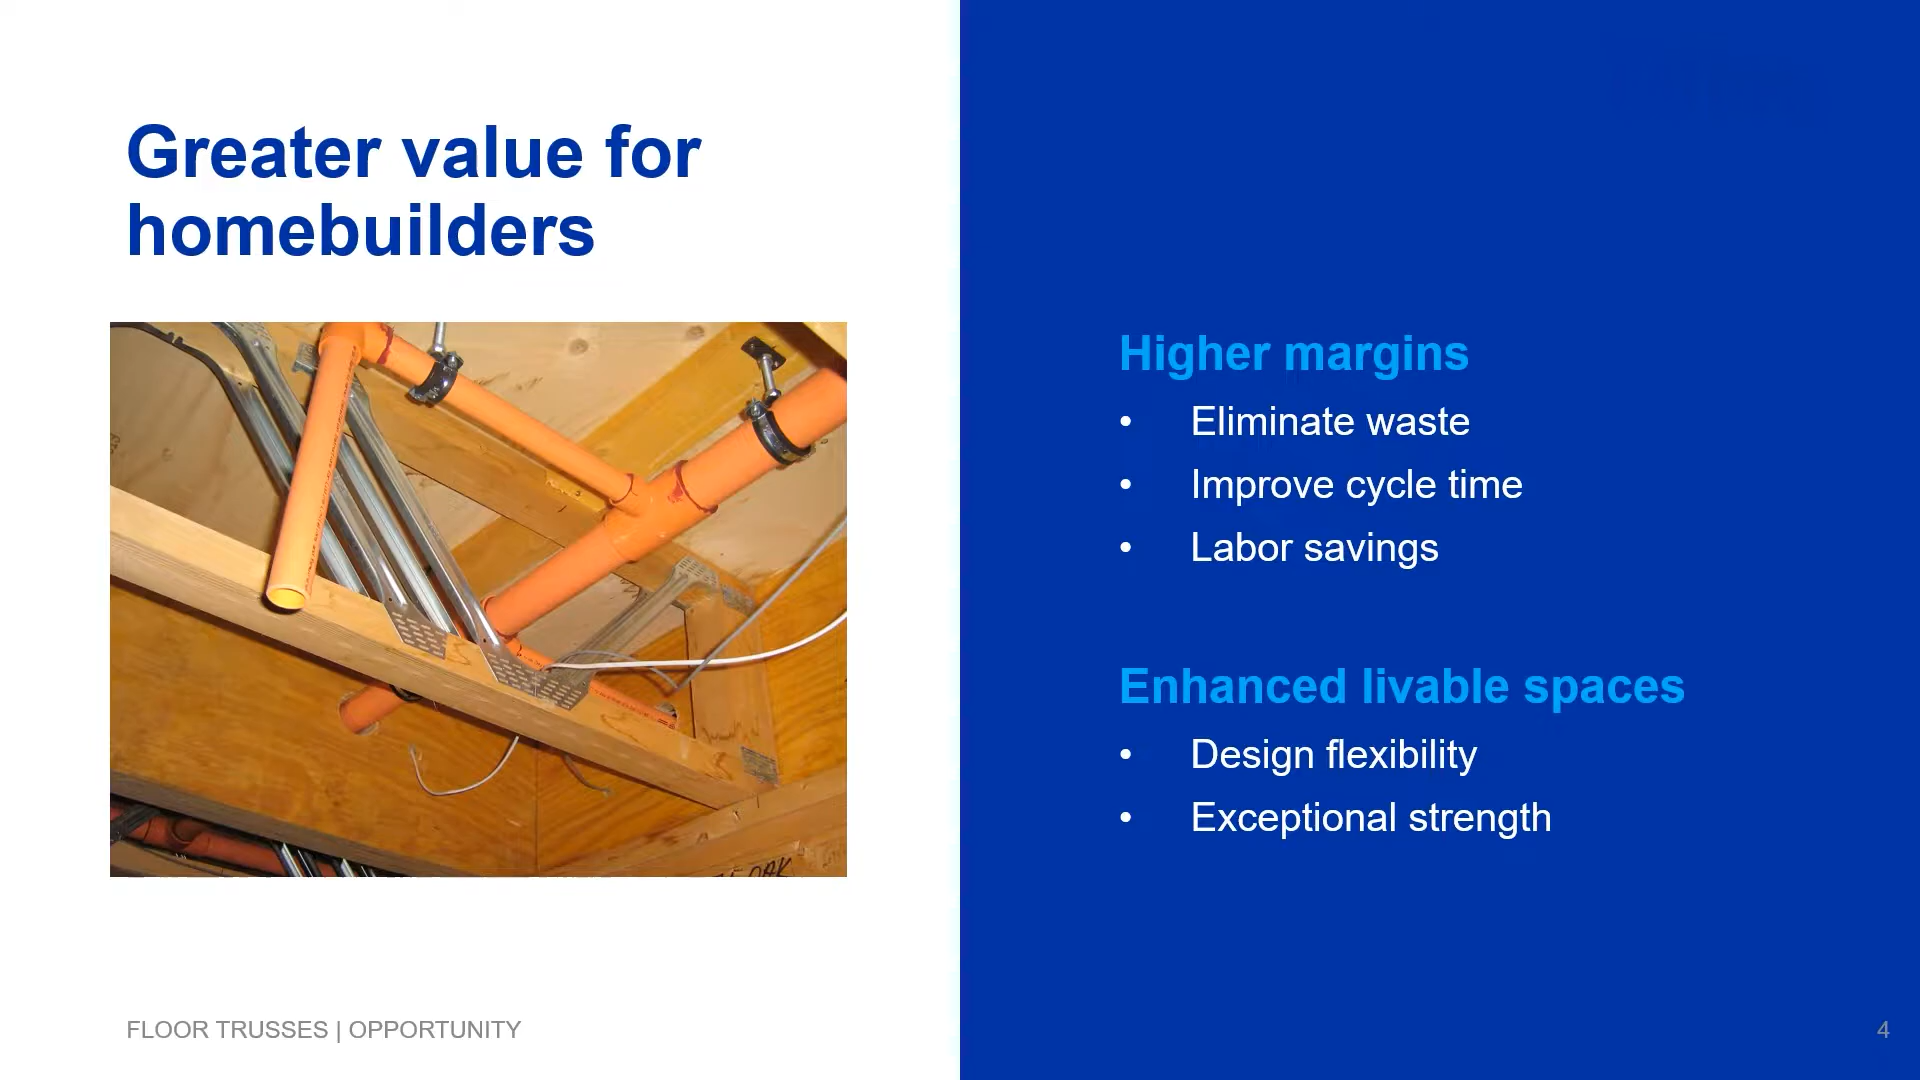 Greater value for
homebuilders
Higher margins
• Eliminate waste
• Improve cycle time
• Labor savings
Enhanced livable spaces
• Design flexibility
• Exceptional strength
FLOOR TRUSSES | OPPORTUNITY
4